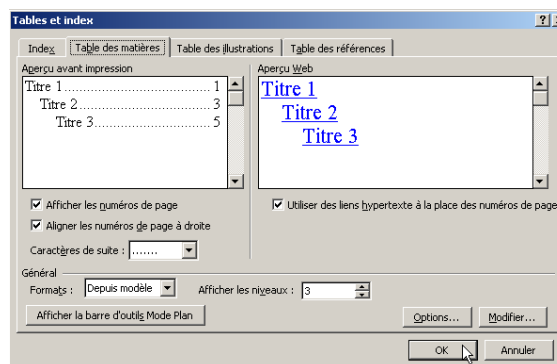 Tables et index
Index Table des matières Table des illustrations Table des références
Aperçu avant impression Aperçu Web
Titre 1............................ 1
Titre 2........................ 3
Titre 3.................... 5
Titre 1
Titre 2
Titre 3
Afficher les numéros de page
Utiliser des liens hypertexte à la place des numéros de page
Aligner les numéros de page à droite
Caractères de suite : .......
Général
Formats : Depuis modèle Afficher les niveaux : 3
Afficher la barre d'outils Mode Plan Options... Modifier...
OK Annuler